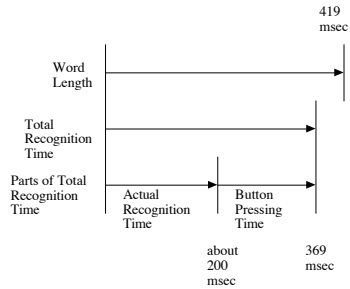 419
msec
Word
Length
Total
Recognition
Time
Parts of Total
Recognition
Time
Actual
Recognition
Time
Button
Pressing
Time
about
200
msec
369
msec